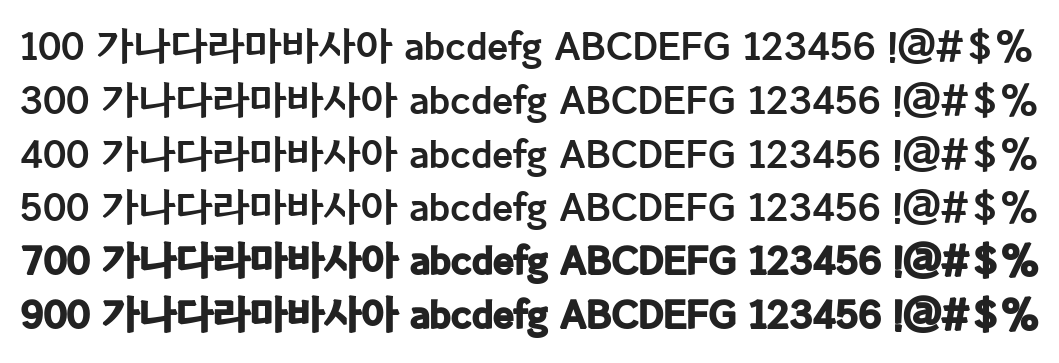 100 가나다라마바사아 abcdefg ABCDEFG 123456 !@#$%
300 가나다라마바사아 abcdefg ABCDEFG 123456 !@#$%
400 가나다라마바사아 abcdefg ABCDEFG 123456 !@#$%
500 가나다라마바사아 abcdefg ABCDEFG 123456 !@#$%
700 가나다라마바사아 abcdefg ABCDEFG 123456 !@#$%
900 가나다라마바사아 abcdefg ABCDEFG 123456 !@#$%